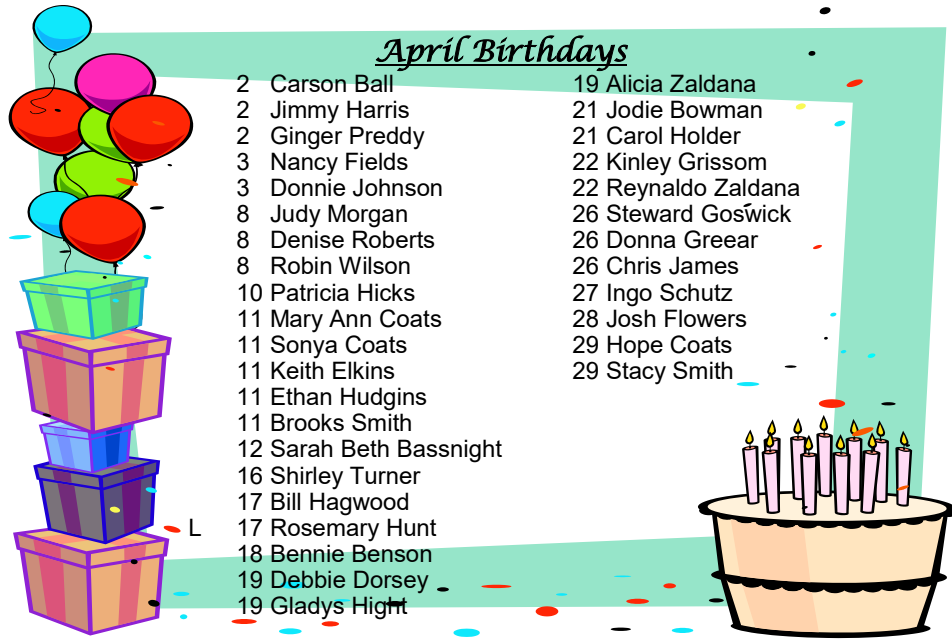 April Birthdays
2 Carson Ball
2 Jimmy Harris
2 Ginger Preddy
3 Nancy Fields
3 Donnie Johnson
8 Judy Morgan
8 Denise Roberts
8 Robin Wilson
10 Patricia Hicks
11 Mary Ann Coats
11 Sonya Coats
11 Keith Elkins
11 Ethan Hudgins
11 Brooks Smith
12 Sarah Beth Bassnight
16 Shirley Turner
17 Bill Hagwood
L 17 Rosemary Hunt
18 Bennie Benson
19 Debbie Dorsey
19 Gladys Hight
19 Alicia Zaldana
21 Jodie Bowman
21 Carol Holder
22 Kinley Grissom
22 Reynaldo Zaldana
26 Steward Goswick
26 Donna Greear
26 Chris James
27 Ingo Schutz
28 Josh Flowers
29 Hope Coats
29 Stacy Smith